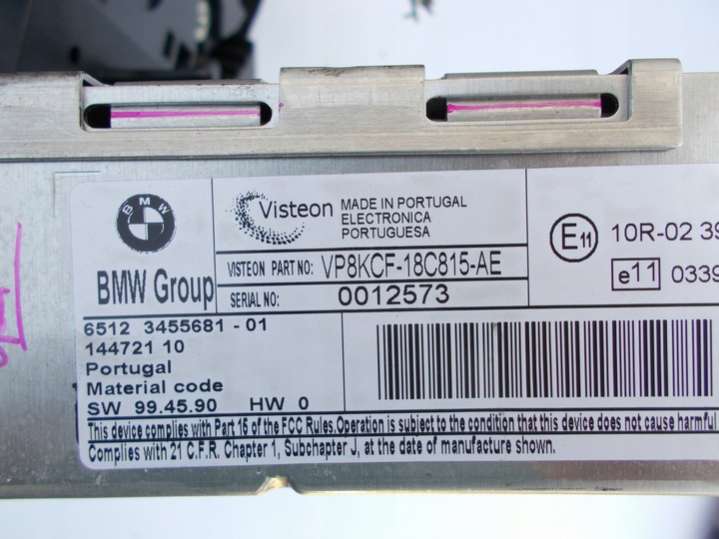 BMW
BMW Group
Visteon
MADE IN PORTUGAL
ELECTRONICA
PORTUGUESA
VISTEON PART NO: VP8KCF-18C815-AE
SERIAL NO: 0012573
E11 10R-02 39
e11 0339
6512 3455681 - 01
144721 10
Portugal
Material code
SW 99.45.90 HW 0
This device complies with Part 15 of the FCC Rules.Operation is subject to the condition that this device does not cause harmful
Complies with 21 C.F.R. Chapter 1, Subchapter J, at the date of manufacture shown.